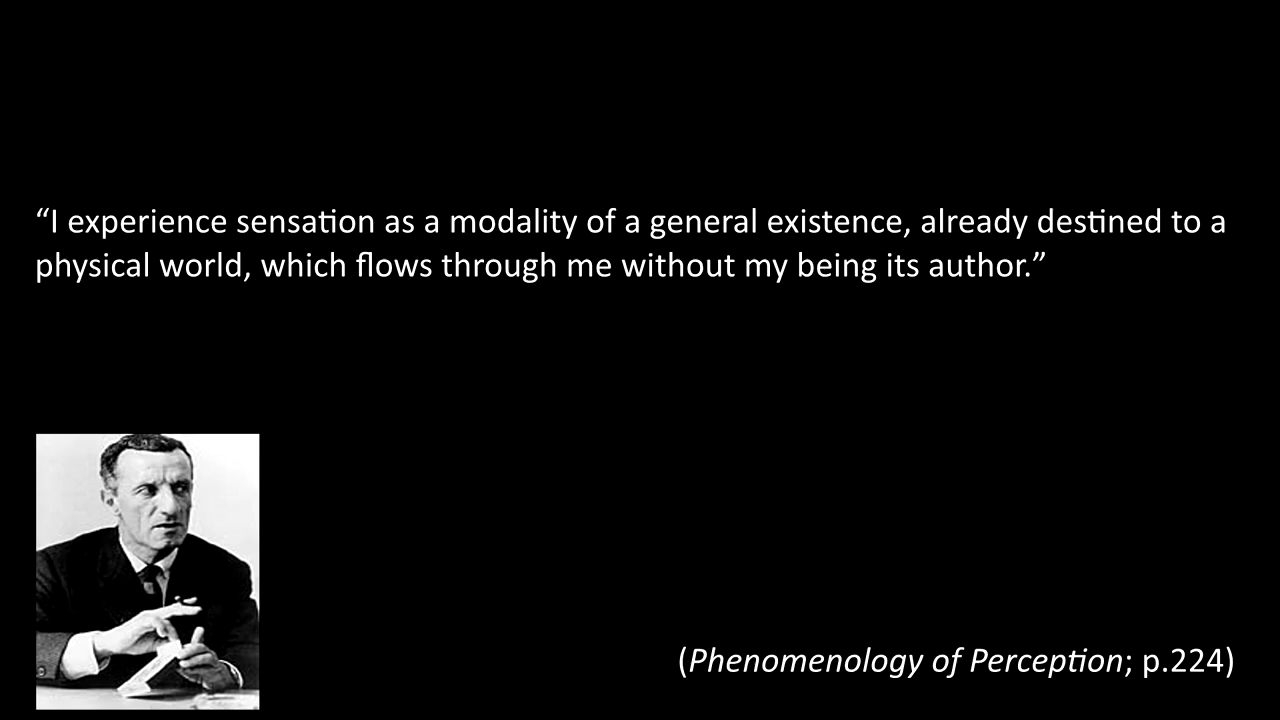 “I experience sensation as a modality of a general existence, already destined to a
physical world, which flows through me without my being its author.”
(Phenomenology of Perception; p.224)